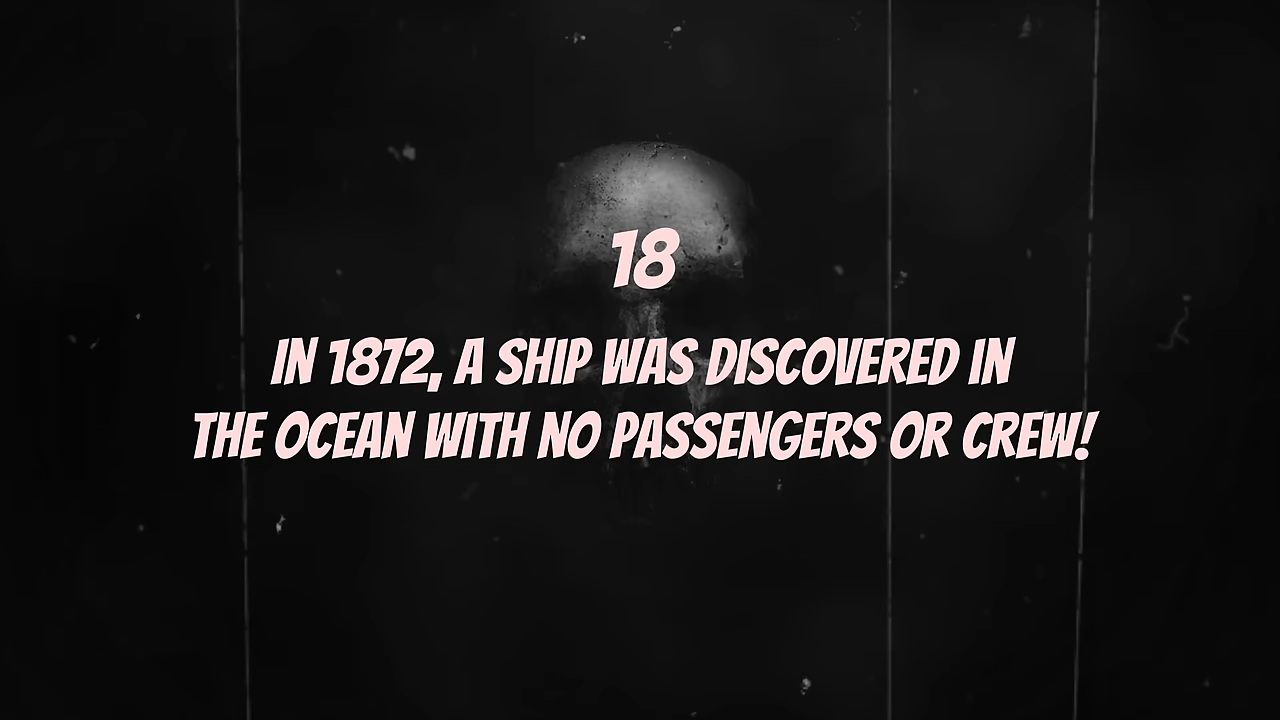 18
IN 1872, A SHIP WAS DISCOVERED IN
THE OCEAN WITH NO PASSENGERS OR CREW!